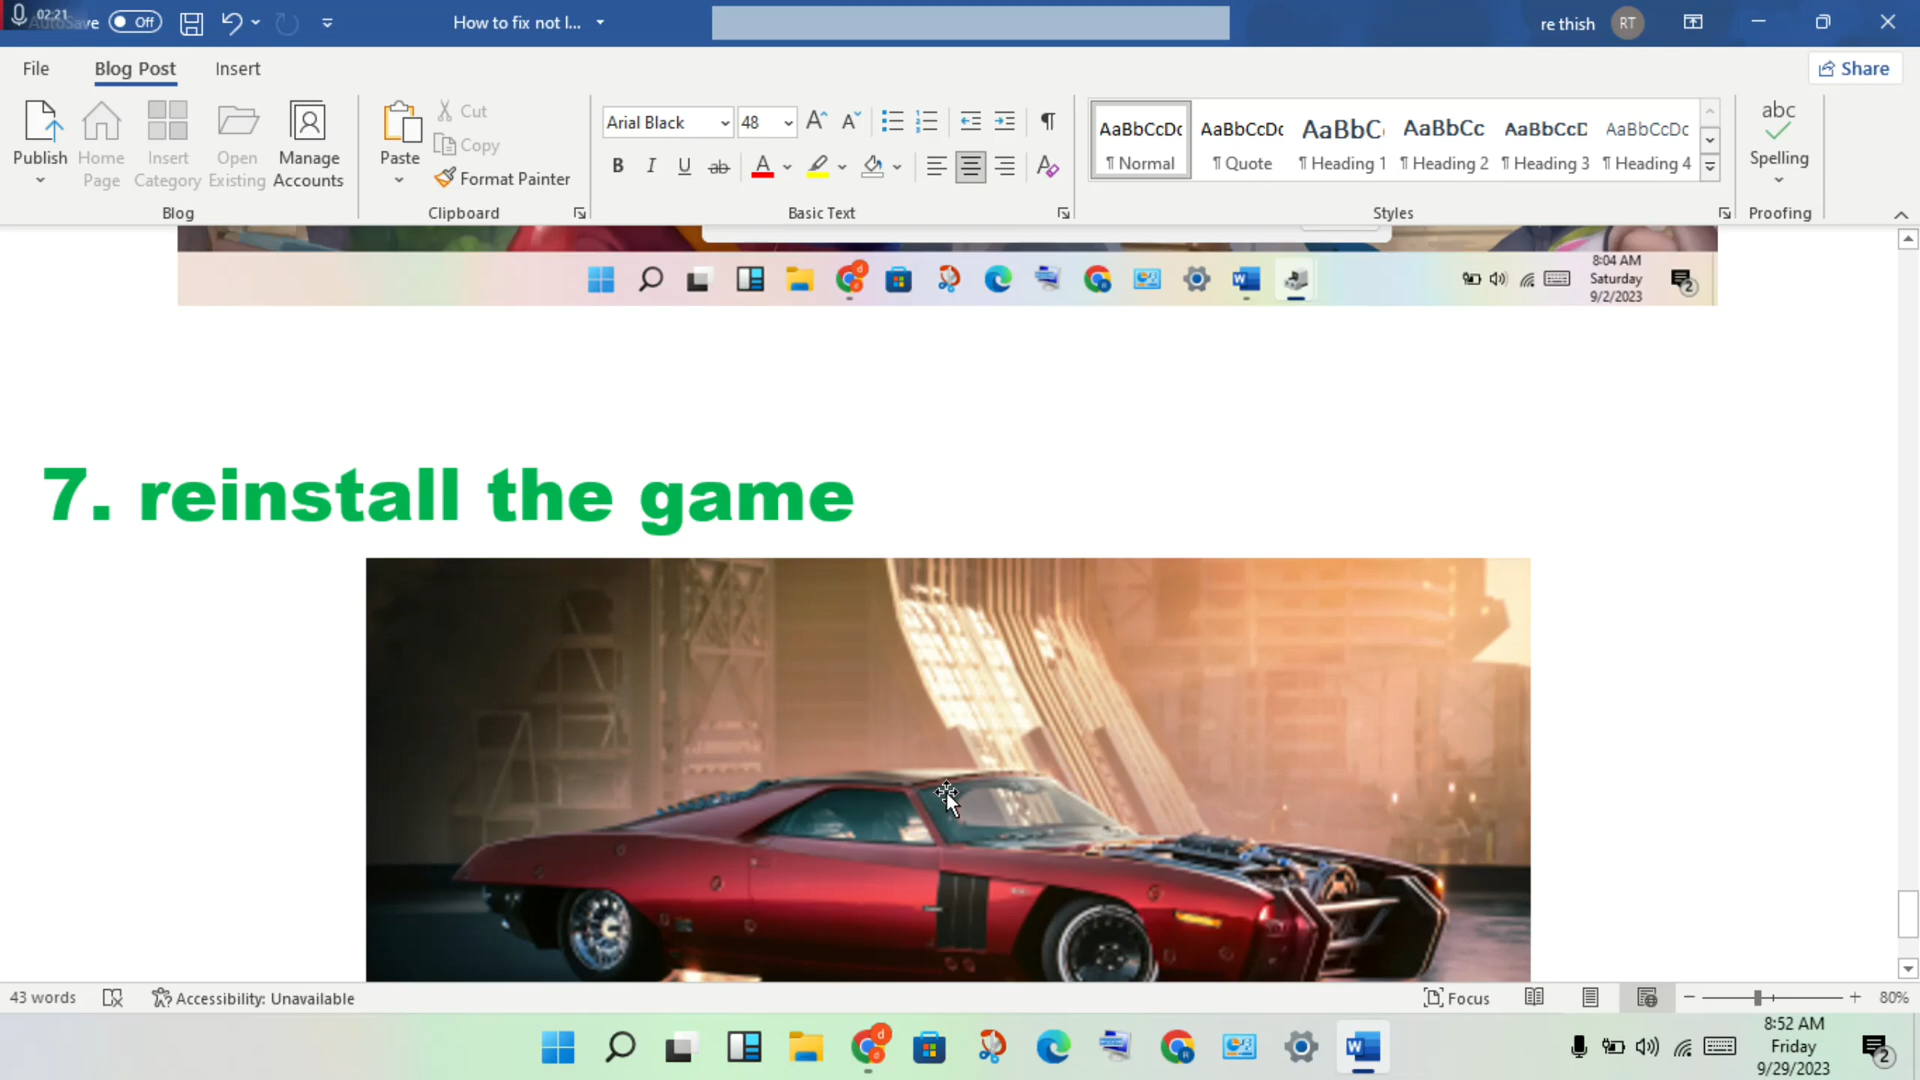 02:21
AutoSave Off
How to fix not l...
re thish
RT
File
Blog Post
Insert
Share
Publish
Home Page
Insert Category
Open Existing
Manage Accounts
Blog
Paste
Cut
Copy
Format Painter
Clipboard
Arial Black
48
Basic Text
AaBbCcDc
¶ Normal
AaBbCcDc
¶ Quote
AaBbC
¶ Heading 1
AaBbCc
¶ Heading 2
AaBbCcD
¶ Heading 3
AaBbCcDc
¶ Heading 4
Styles
abc
Spelling
Proofing
8:04 AM
Saturday
9/2/2023
2
7. reinstall the game
43 words
Accessibility: Unavailable
Focus
80%
8:52 AM
Friday
9/29/2023
2